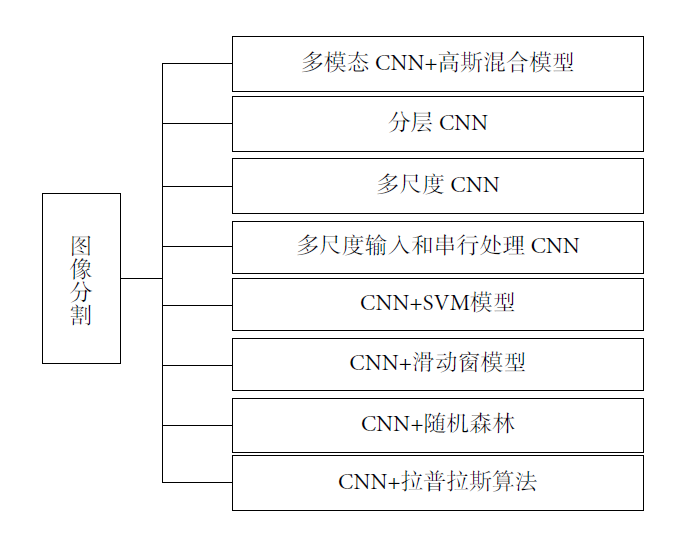 多模态 CNN+高斯混合模型
分层 CNN
多尺度 CNN
图像分割
多尺度输入和串行处理 CNN
CNN+SVM模型
CNN+滑动窗模型
CNN+随机森林
CNN+拉普拉斯算法